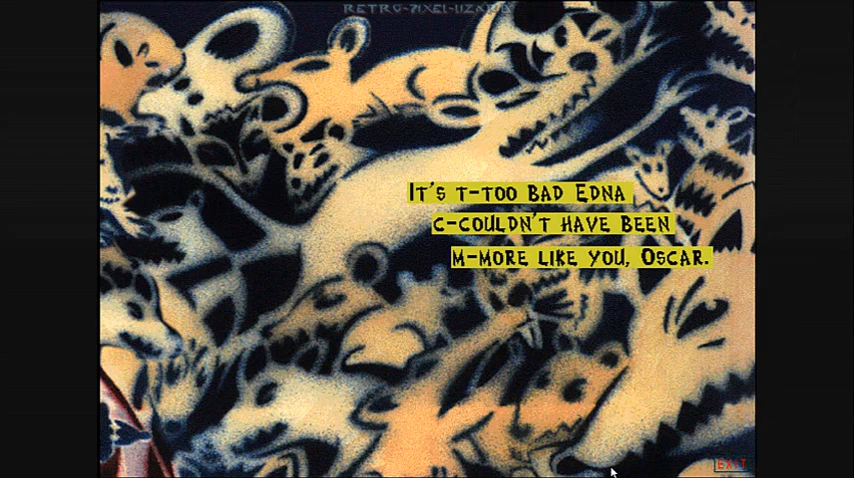 RETRO-PIXEL-LIZARD
IT'S T-TOO BAD EDNA
C-COULDN'T HAVE BEEN
M-MORE LIKE YOU, OSCAR.
EXIT